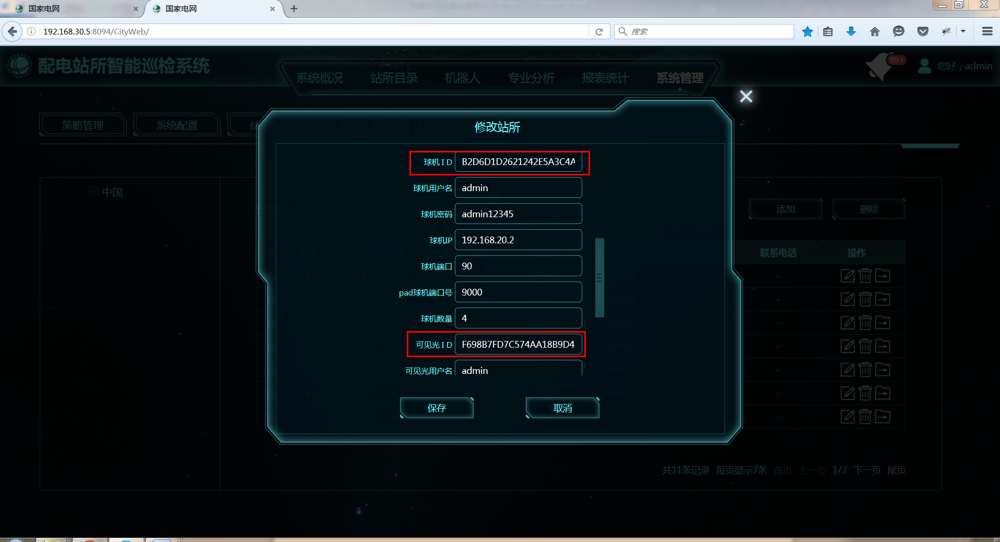 国家电网
国家电网
192.168.30.5:8094/CityWeb/
搜索
配电站所智能巡检系统
系统概况
站所目录
机器人
专业分析
报表统计
系统管理
99+
您好，admin
策略管理
系统配置
使
修改站所
球机ＩＤ B2D6D1D2621242E5A3C4A
球机用户名 admin
球机密码 admin12345
球机IP 192.168.20.2
球机端口 90
pad球机端口号 9000
球机数量 4
可见光ＩＤ F698B7FD7C574AA18B9D4
可见光用户名 admin
保存
取消
中国
添加
删除
联系电话
操作
-
-
-
-
-
-
-
共11条记录 每页显示7条 首页 上一页 1/2 下一页 尾页